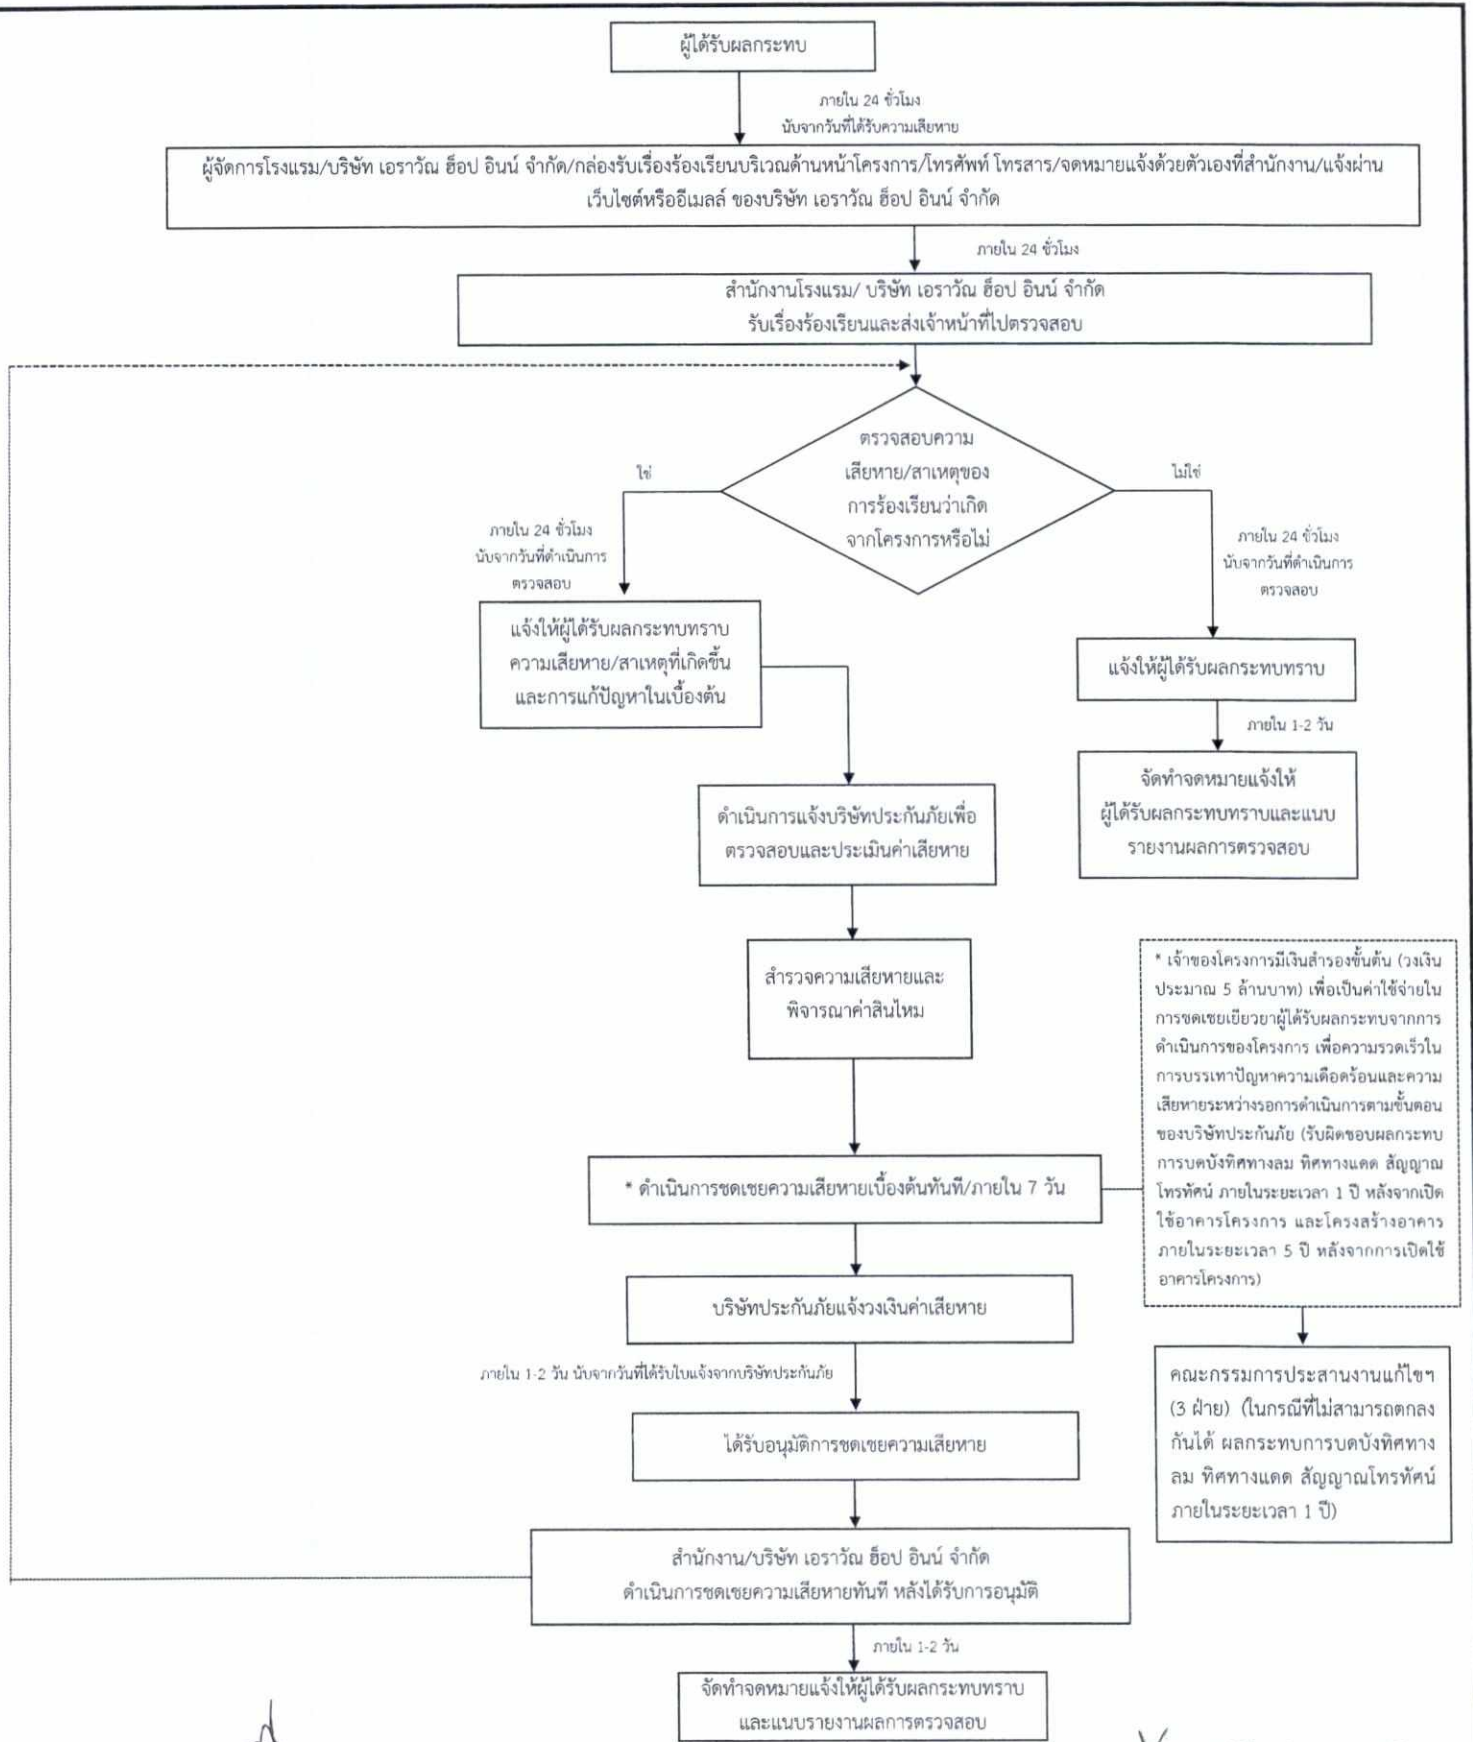 ผู้ได้รับผลกระทบ
ภายใน 24 ชั่วโมง
นับจากวันที่ได้รับความเสียหาย
ผู้จัดการโรงแรม/บริษัท เอราวัณ ฮ็อป อินน์ จำกัด/กล่องรับเรื่องร้องเรียนบริเวณด้านหน้าโครงการ/โทรศัพท์ โทรสาร/จดหมายแจ้งด้วยตัวเองที่สำนักงาน/แจ้งผ่าน
เว็บไซต์หรืออีเมลล์ ของบริษัท เอราวัณ ฮ็อป อินน์ จำกัด
ภายใน 24 ชั่วโมง
สำนักงานโรงแรม/ บริษัท เอราวัณ ฮ็อป อินน์ จำกัด
รับเรื่องร้องเรียนและส่งเจ้าหน้าที่ไปตรวจสอบ
ตรวจสอบความ
เสียหาย/สาเหตุของ
การร้องเรียนว่าเกิด
จากโครงการหรือไม่
ใช่
ไม่ใช่
ภายใน 24 ชั่วโมง
นับจากวันที่ดำเนินการ
ตรวจสอบ
ภายใน 24 ชั่วโมง
นับจากวันที่ดำเนินการ
ตรวจสอบ
แจ้งให้ผู้ได้รับผลกระทบทราบ
ความเสียหาย/สาเหตุที่เกิดขึ้น
และการแก้ปัญหาในเบื้องต้น
แจ้งให้ผู้ได้รับผลกระทบทราบ
ภายใน 1-2 วัน
จัดทำจดหมายแจ้งให้
ผู้ได้รับผลกระทบทราบและแนบ
รายงานผลการตรวจสอบ
ดำเนินการแจ้งบริษัทประกันภัยเพื่อ
ตรวจสอบและประเมินค่าเสียหาย
สำรวจความเสียหายและ
พิจารณาค่าสินไหม
* เจ้าของโครงการมีเงินสำรองขั้นต้น (วงเงิน
ประมาณ 5 ล้านบาท) เพื่อเป็นค่าใช้จ่ายใน
การชดเชยเยียวยาผู้ได้รับผลกระทบจากการ
ดำเนินการของโครงการ เพื่อความรวดเร็วใน
การบรรเทาปัญหาความเดือดร้อนและความ
เสียหายระหว่างรอการดำเนินการตามขั้นตอน
ของบริษัทประกันภัย (รับผิดชอบผลกระทบ
การบดบังทิศทางลม ทิศทางแดด สัญญาณ
โทรทัศน์ ภายในระยะเวลา 1 ปี หลังจากเปิด
ใช้อาคารโครงการ และโครงสร้างอาคาร
ภายในระยะเวลา 5 ปี หลังจากการเปิดใช้
อาคารโครงการ)
* ดำเนินการชดเชยความเสียหายเบื้องต้นทันที/ภายใน 7 วัน
บริษัทประกันภัยแจ้งวงเงินค่าเสียหาย
ภายใน 1-2 วัน นับจากวันที่ได้รับใบแจ้งจากบริษัทประกันภัย
คณะกรรมการประสานงานแก้ไขฯ
(3 ฝ่าย) (ในกรณีที่ไม่สามารถตกลง
กันได้ ผลกระทบการบดบังทิศทาง
ลม ทิศทางแดด สัญญาณโทรทัศน์
ภายในระยะเวลา 1 ปี)
ได้รับอนุมัติการชดเชยความเสียหาย
สำนักงาน/บริษัท เอราวัณ ฮ็อป อินน์ จำกัด
ดำเนินการชดเชยความเสียหายทันที หลังได้รับการอนุมัติ
ภายใน 1-2 วัน
จัดทำจดหมายแจ้งให้ผู้ได้รับผลกระทบทราบ
และแนบรายงานผลการตรวจสอบ